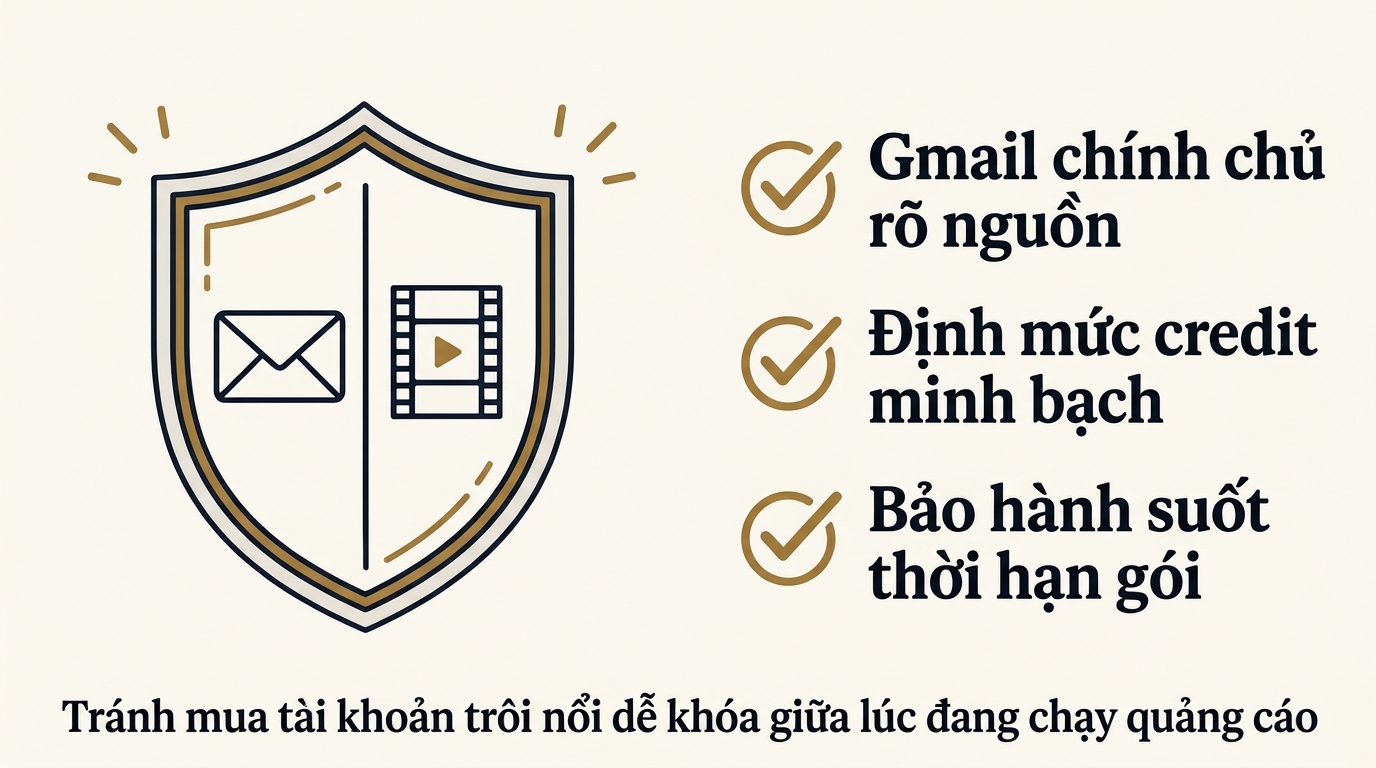 Gmail chính chủ
rõ nguồn
Định mức credit
minh bạch
Bảo hành suốt
thời hạn gói
Tránh mua tài khoản trôi nổi dễ khóa giữa lúc đang chạy quảng cáo